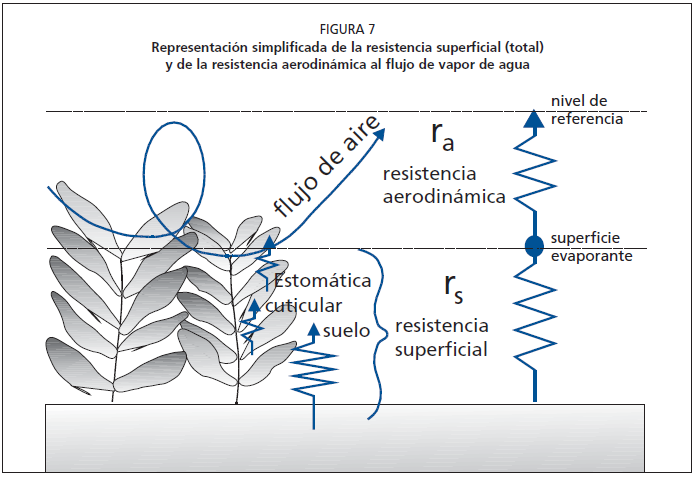 FIGURA 7
Representación simplificada de la resistencia superficial (total)
y de la resistencia aerodinámica al flujo de vapor de agua
nivel de
referencia
flujo de aire
ra
resistencia
aerodinámica
superficie
evaporante
Estomática
cuticular
suelo
rs
resistencia
superficial